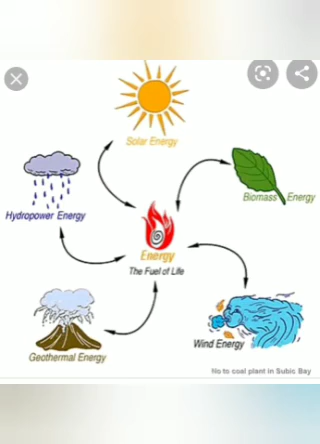 Solar Energy
Biomass Energy
Hydropower Energy
Energy
The Fuel of Life
Wind Energy
Geothermal Energy
No to coal plant in Subic Bay